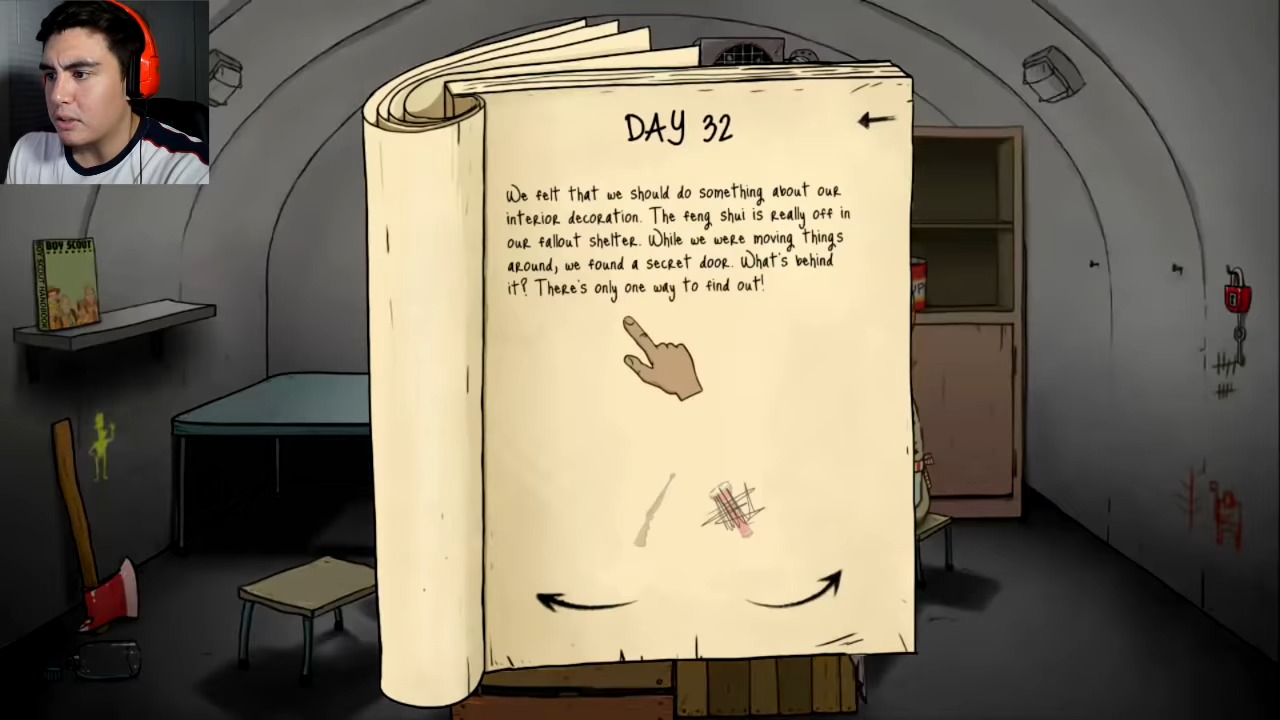 DAY 32
We felt that we should do something about our
interior decoration. The feng shui is really off in
our fallout shelter. While we were moving things
around, we found a secret door. What's behind
it? There's only one way to find out!
BOY SCOUT